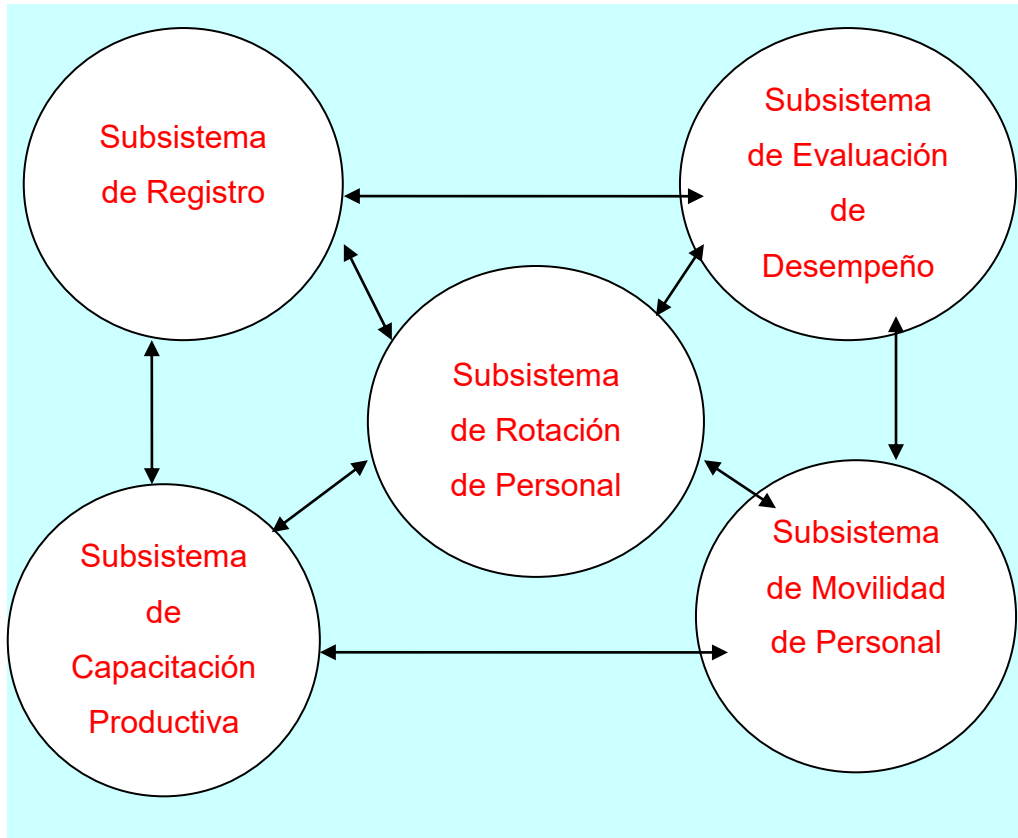 Subsistema
de Registro
Subsistema
de Evaluación
de
Desempeño
Subsistema
de Rotación
de Personal
Subsistema
de
Capacitación
Productiva
Subsistema
de Movilidad
de Personal